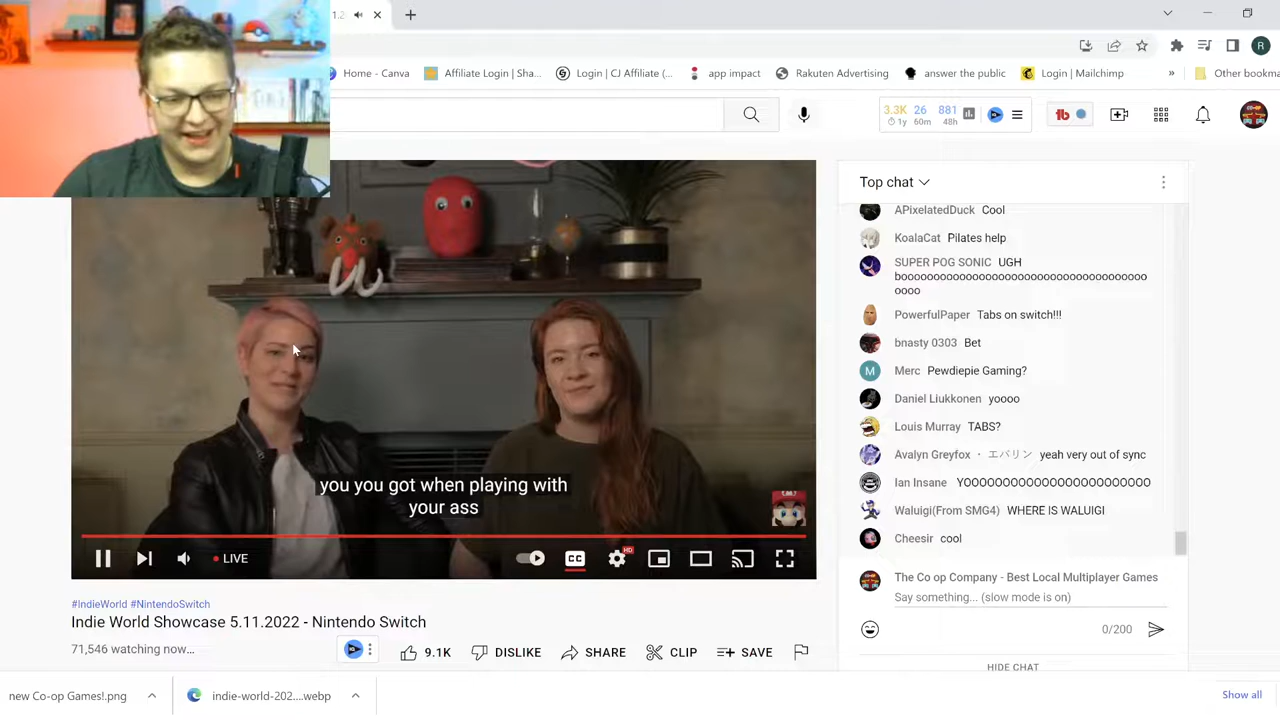 1.2
Home - Canva
Affiliate Login | Sha...
Login | CJ Affiliate (...
app impact
Rakuten Advertising
answer the public
Login | Mailchimp
»
Other bookma
3.3K 26 881
1y 60m 48h
Top chat
APixelatedDuck Cool
KoalaCat Pilates help
SUPER POG SONIC UGH
booooooooooooooooooooooooooooooooooo
oooo
PowerfulPaper Tabs on switch!!!
bnasty 0303 Bet
M Merc Pewdiepie Gaming?
Daniel Liukkonen yoooo
Louis Murray TABS?
Avalyn Greyfox ・ エバリン yeah very out of sync
Ian Insane YOOOOOOOOOOOOOOOOOOOOOOO
Waluigi(From SMG4) WHERE IS WALUIGI
Cheesir cool
The Co op Company - Best Local Multiplayer Games
Say something... (slow mode is on)
0/200
HIDE CHAT
you you got when playing with
your ass
LIVE
CC
HD
#IndieWorld #NintendoSwitch
Indie World Showcase 5.11.2022 - Nintendo Switch
71,546 watching now...
9.1K
DISLIKE
SHARE
CLIP
SAVE
new Co-op Games!.png
indie-world-202....webp
Show all